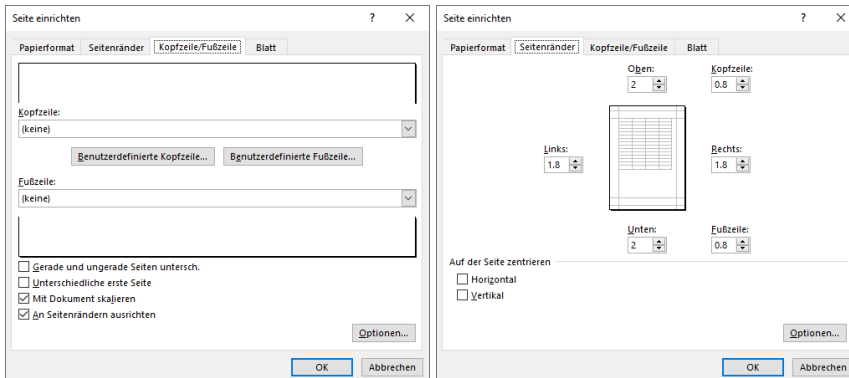 Seite einrichten ? ×
Papierformat Seitenränder Kopfzeile/Fußzeile Blatt
Kopfzeile:
(keine)
Benutzerdefinierte Kopfzeile... Benutzerdefinierte Fußzeile...
Fußzeile:
(keine)
Gerade und ungerade Seiten untersch.
Unterschiedliche erste Seite
Mit Dokument skalieren
An Seitenrändern ausrichten
Optionen...
OK Abbrechen
Seite einrichten ? ×
Papierformat Seitenränder Kopfzeile/Fußzeile Blatt
Oben: Kopfzeile:
2 0.8
Links: Rechts:
1.8 1.8
Unten: Fußzeile:
2 0.8
Auf der Seite zentrieren
Horizontal
Vertikal
Optionen...
OK Abbrechen